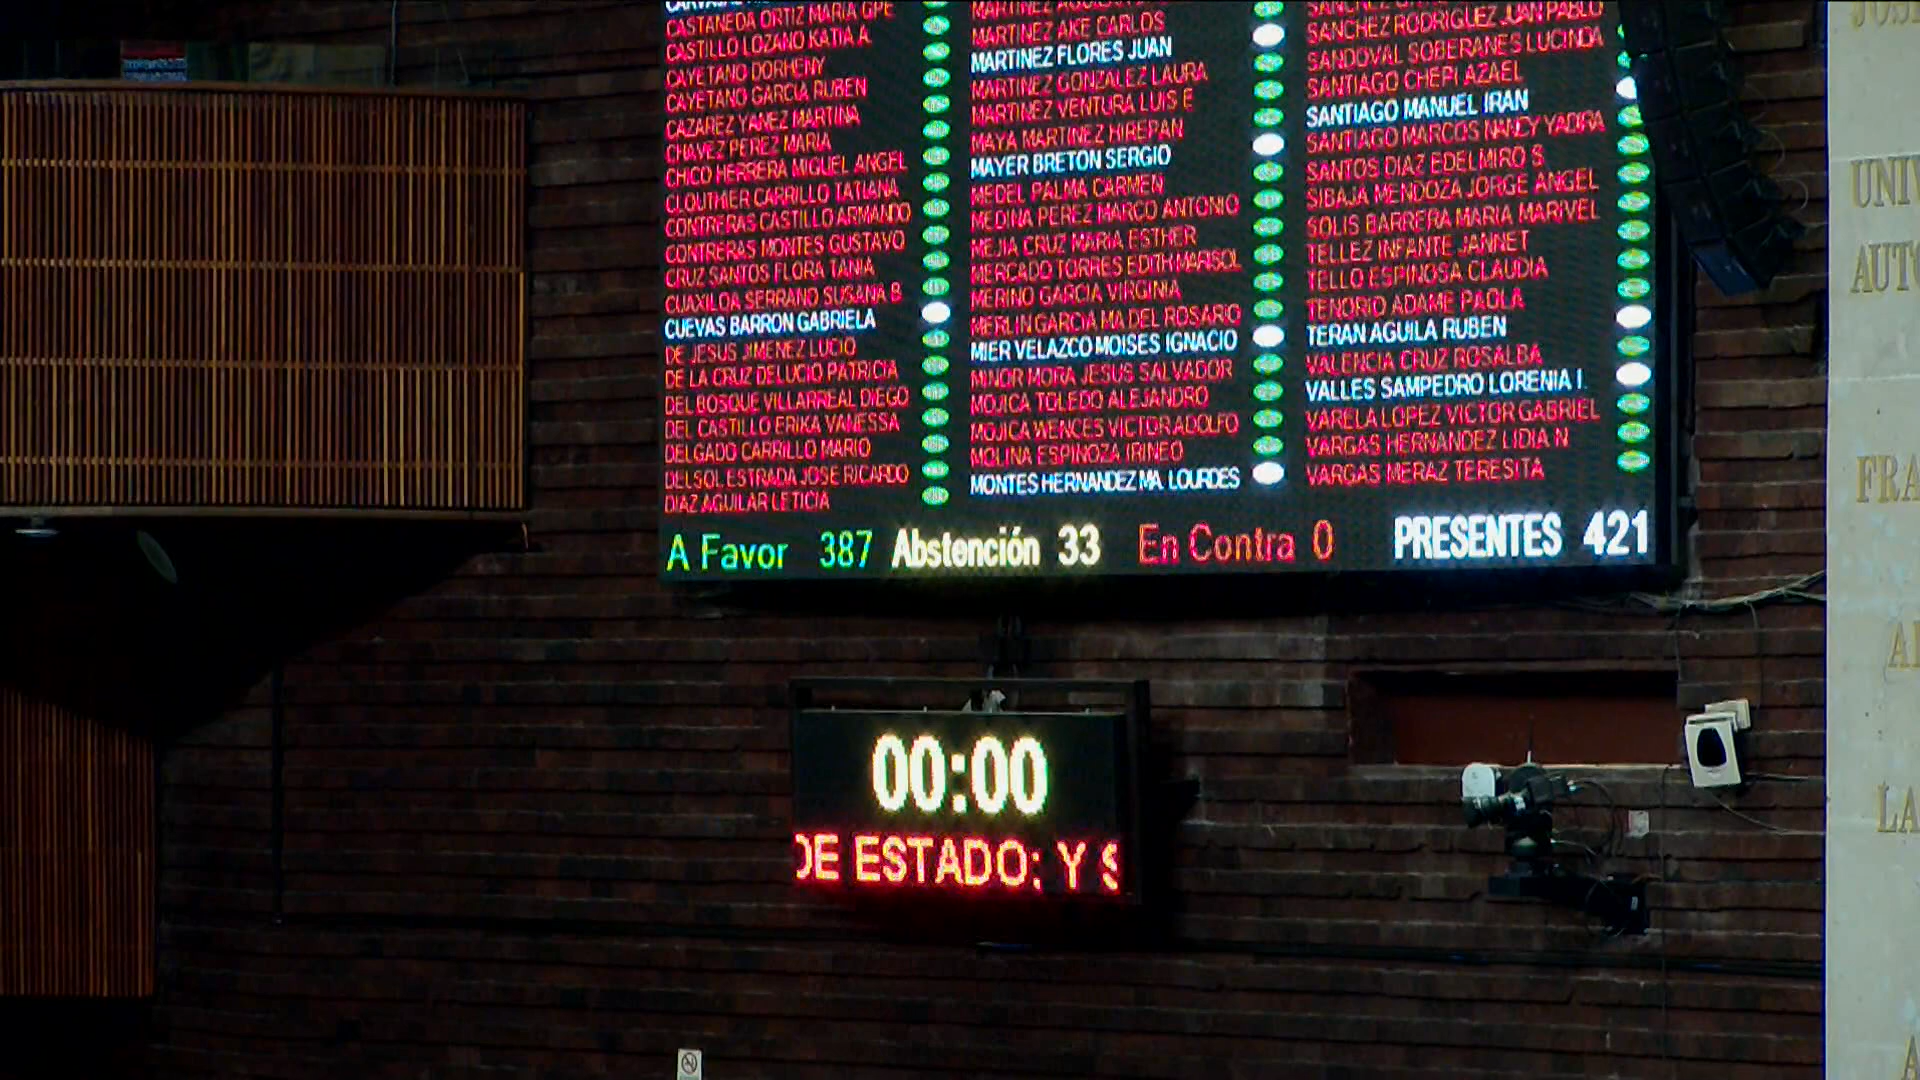 CASTAÑEDA ORTIZ MARIA GPE
CASTILLO LOZANO KATIA A.
CAYETANO DORHENY
CAYETANO GARCIA RUBEN
CAZAREZ YAÑEZ MARTINA
CHAVEZ PEREZ MARIA
CHICO HERRERA MIGUEL ANGEL
CLOUTHIER CARRILLO TATIANA
CONTRERAS CASTILLO ARMANDO
CONTRERAS MONTES GUSTAVO
CRUZ SANTOS FLORA TANIA
CUAXILOA SERRANO SUSANA B
CUEVAS BARRON GABRIELA
DE JESUS JIMENEZ LUCIO
DE LA CRUZ DELUCIO PATRICIA
DEL BOSQUE VILLARREAL DIEGO
DEL CASTILLO ERIKA VANESSA
DELGADO CARRILLO MARIO
DELSOL ESTRADA JOSE RICARDO
DIAZ AGUILAR LETICIA
MARTINEZ AKE CARLOS
MARTINEZ FLORES JUAN
MARTINEZ GONZALEZ LAURA
MARTINEZ VENTURA LUIS E
MAYA MARTINEZ HIREPAN
MAYER BRETON SERGIO
MEDEL PALMA CARMEN
MEDINA PEREZ MARCO ANTONIO
MEJIA CRUZ MARIA ESTHER
MERCADO TORRES EDITH MARISOL
MERINO GARCIA VIRGINIA
MERLIN GARCIA MA DEL ROSARIO
MIER VELAZCO MOISES IGNACIO
MINOR MORA JESUS SALVADOR
MOJICA TOLEDO ALEJANDRO
MOJICA WENCES VICTOR ADOLFO
MOLINA ESPINOZA IRINEO
MONTES HERNANDEZ MA. LOURDES
SANCHEZ RODRIGUEZ JUAN PABLO
SANDOVAL SOBERANES LUCINDA
SANTIAGO CHEPI AZAEL
SANTIAGO MANUEL IRAN
SANTIAGO MARCOS NANCY YADIRA
SANTOS DIAZ EDELMIRO S.
SIBAJA MENDOZA JORGE ANGEL
SOLIS BARRERA MARIA MARIVEL
TELLEZ INFANTE JANNET
TELLO ESPINOSA CLAUDIA
TENORIO ADAME PAOLA
TERAN AGUILA RUBEN
VALENCIA CRUZ ROSALBA
VALLES SAMPEDRO LORENIA I.
VARELA LOPEZ VICTOR GABRIEL
VARGAS HERNANDEZ LIDIA N
VARGAS MERAZ TERESITA
A Favor 387 Abstención 33 En Contra 0 PRESENTES 421
00:00
DE ESTADO; Y S
UNIV
AUTO
FRA
LA